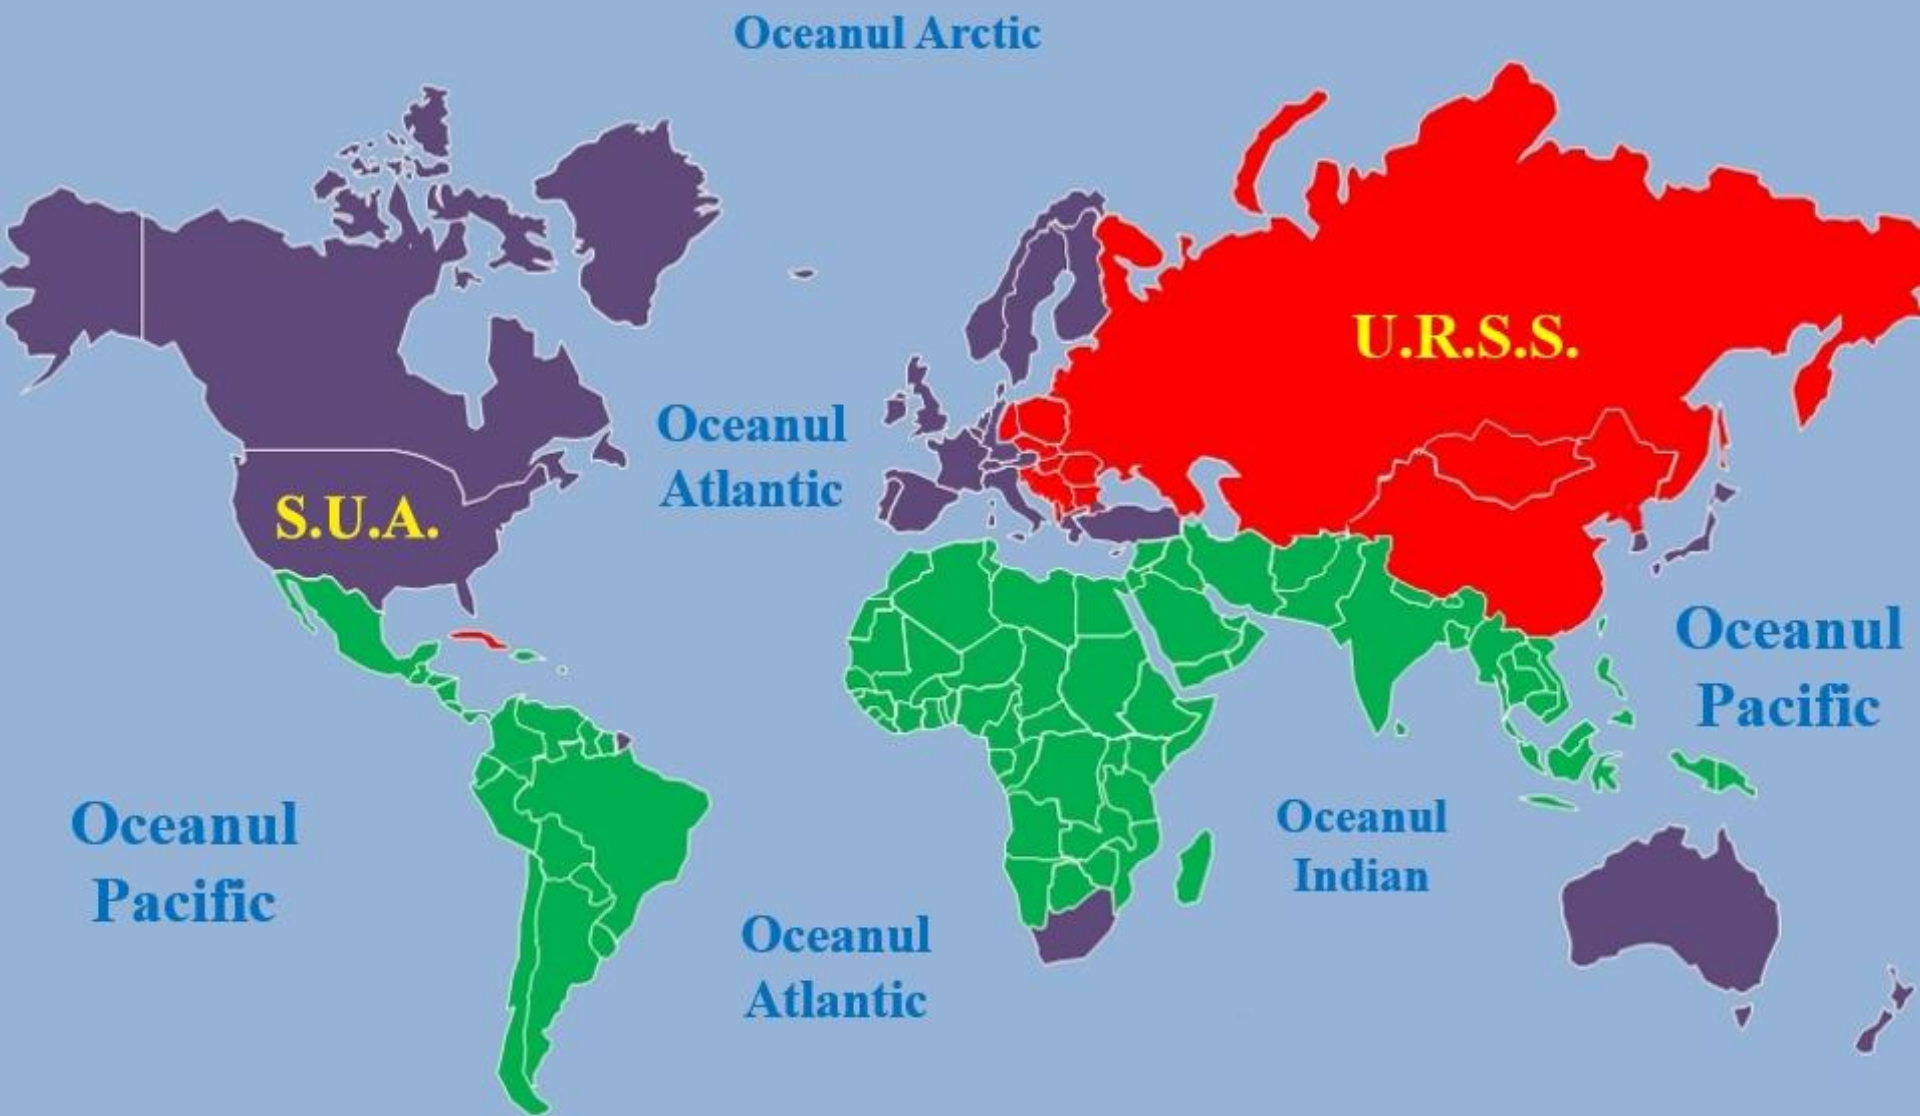 Oceanul Arctic
U.R.S.S.
Oceanul
Atlantic
S.U.A.
Oceanul
Pacific
Oceanul
Pacific
Oceanul
Indian
Oceanul
Atlantic